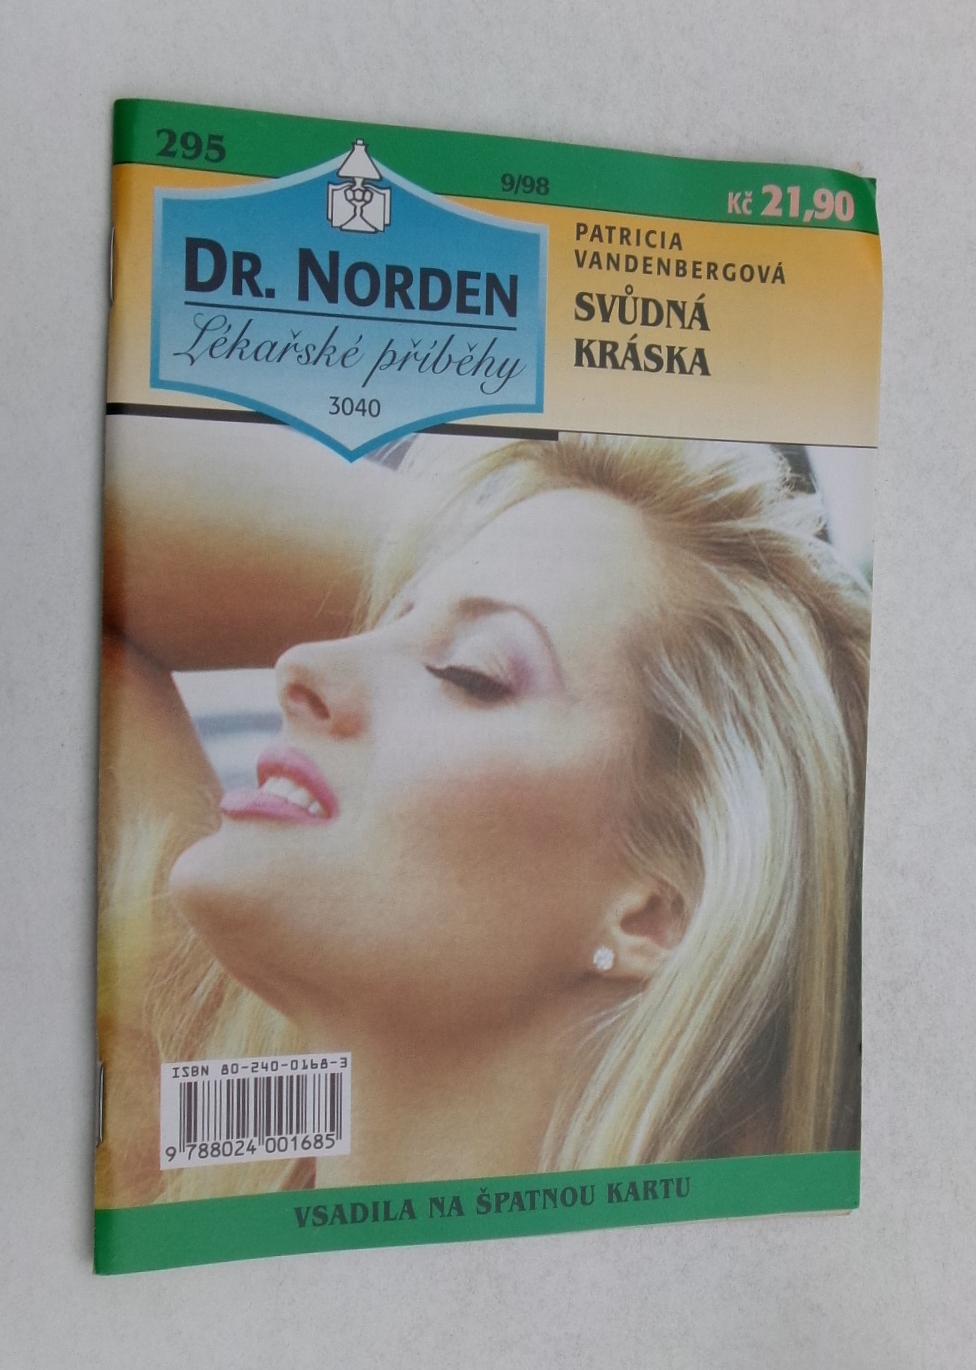 295
9/98
Kč 21,90
DR. NORDEN
Lékařské příběhy
3040
PATRICIA
VANDENBERGOVÁ
SVŮDNÁ
KRÁSKA
ISBN 80-240-0168-3
9 788024 001685
VSADILA NA ŠPATNOU KARTU